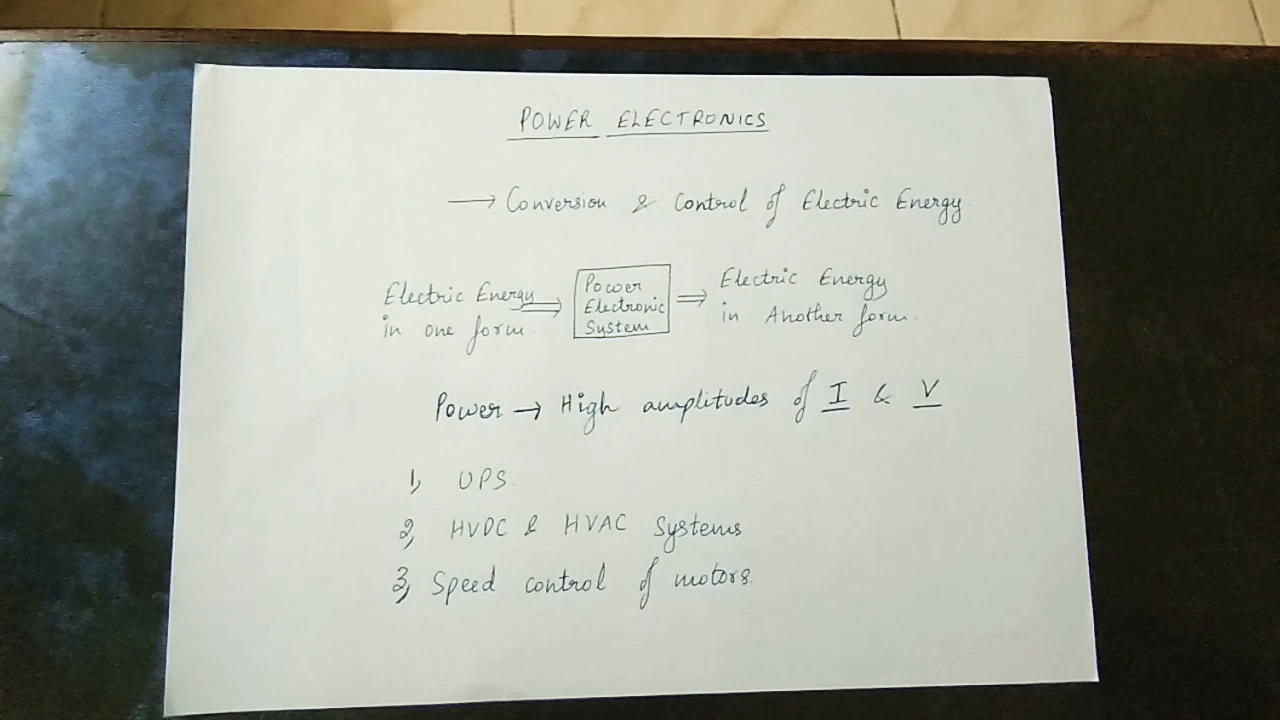 POWER ELECTRONICS
→ Conversion & Control of Electric Energy
Electric Energy
in one form.
⇒
Power
Electronic
System
⇒
Electric Energy
in Another form.
Power → High amplitudes of I & V
1, UPS.
2, HVDC & HVAC Systems
3, Speed control of motors.